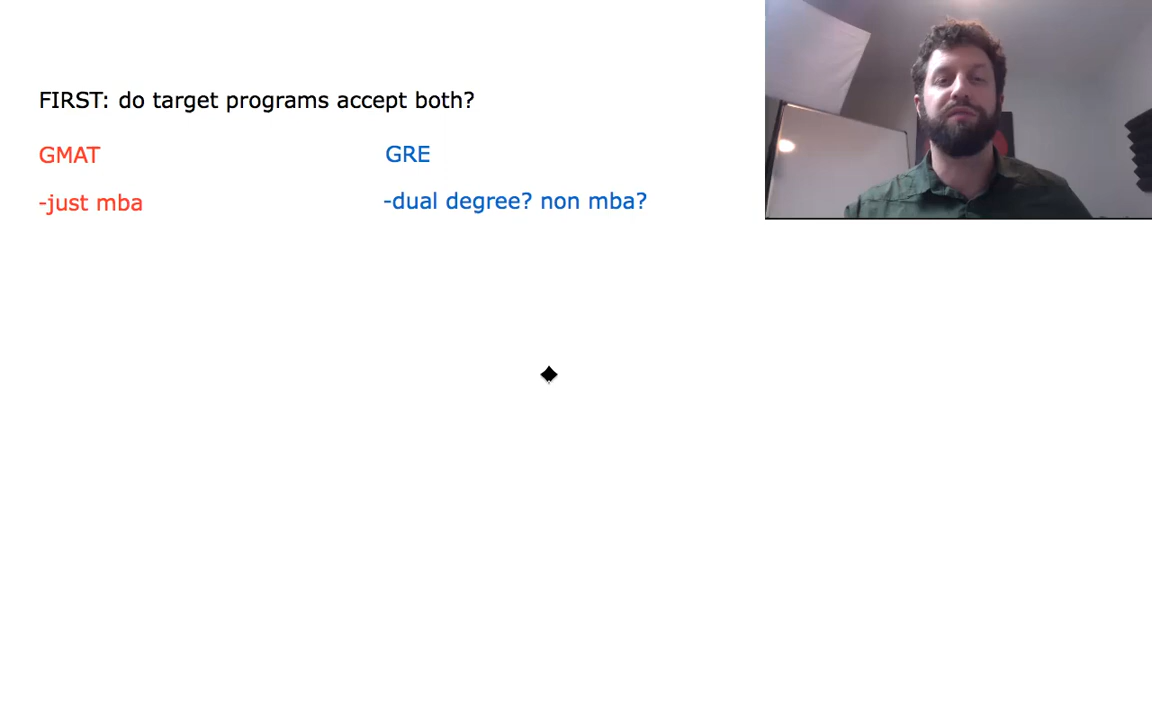 FIRST: do target programs accept both?
GMAT
GRE
-just mba
-dual degree? non mba?